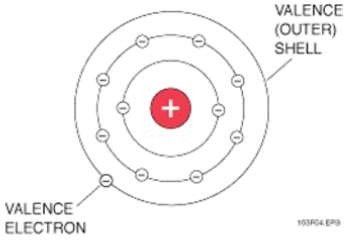 VALENCE
(OUTER)
SHELL
+
VALENCE
ELECTRON
103F04.EPS